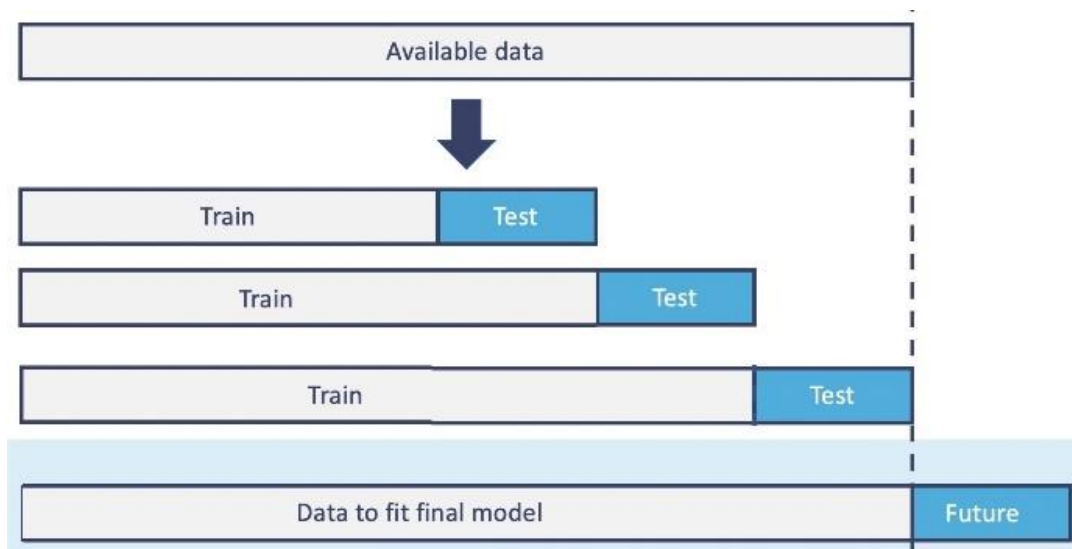 Available data
Train Test
Train Test
Train Test
Data to fit final model Future